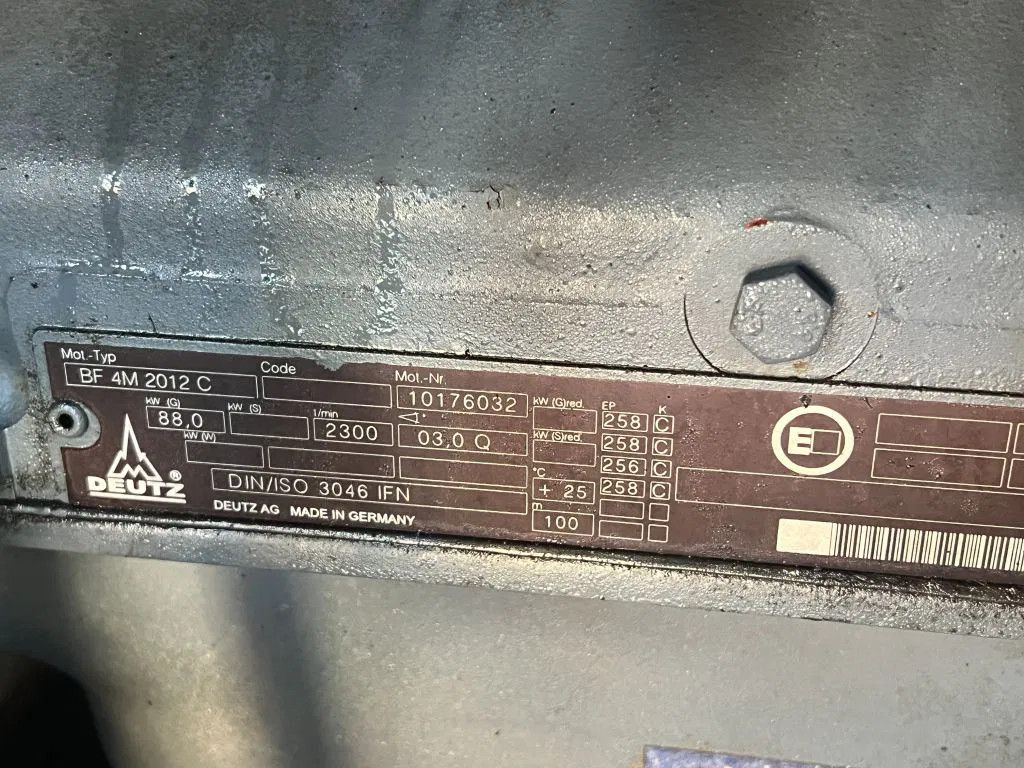 Mot.-Typ
BF 4M 2012 C
Code
Mot.-Nr.
10176032
kW (G)
88,0
kW (S)
1/min
2300
03,0 Q
kW (W)
DIN/ISO 3046 IFN
DEUTZ®
DEUTZ AG MADE IN GERMANY
kW (G)red.
kW (S)red.
°C
+ 25
m
100
EP K
258 C
258 C
256 C
258 C
E